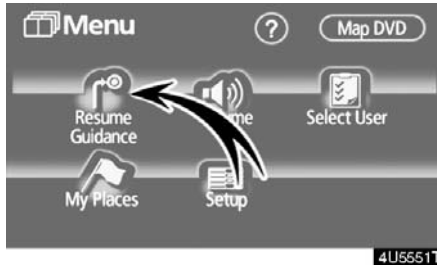 Menu
?
Map DVD
Resume
Guidance
Select User
My Places
Setup
4U5551T